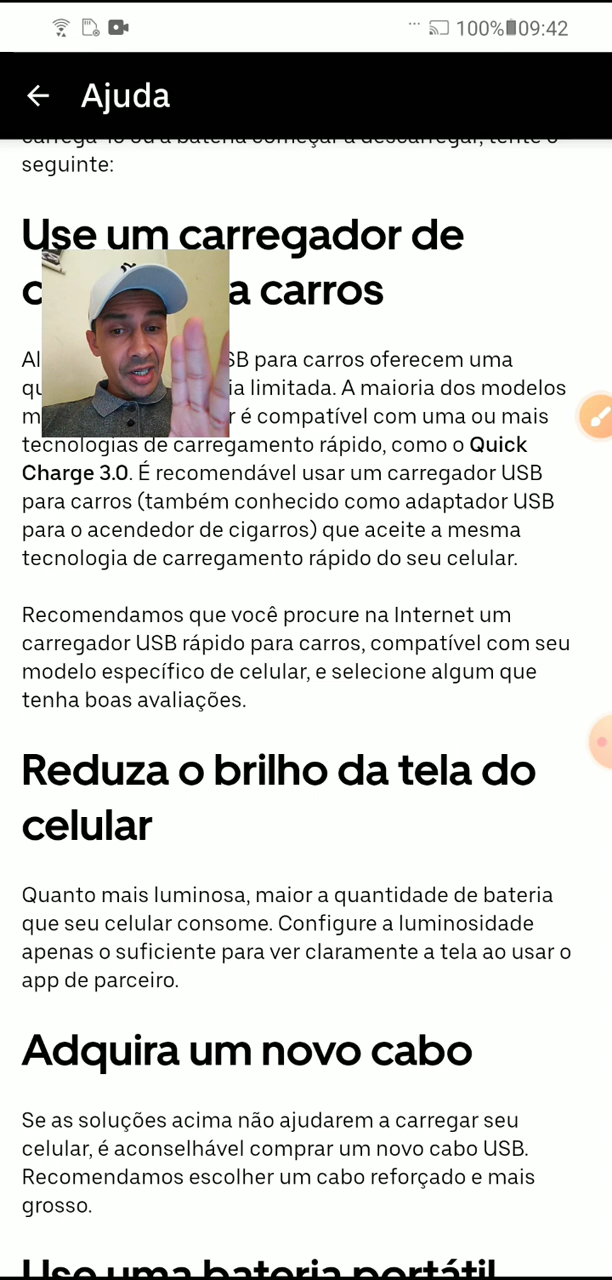 100% 09:42
Ajuda
seguinte:
Use um carregador de
a carros
para carros oferecem uma
limitada. A maioria dos modelos
é compatível com uma ou mais
tecnologias de carregamento rápido, como o Quick
Charge 3.0. É recomendável usar um carregador USB
para carros (também conhecido como adaptador USB
para o acendedor de cigarros) que aceite a mesma
tecnologia de carregamento rápido do seu celular.
Recomendamos que você procure na Internet um
carregador USB rápido para carros, compatível com seu
modelo específico de celular, e selecione algum que
tenha boas avaliações.
Reduza o brilho da tela do
celular
Quanto mais luminosa, maior a quantidade de bateria
que seu celular consome. Configure a luminosidade
apenas o suficiente para ver claramente a tela ao usar o
app de parceiro.
Adquira um novo cabo
Se as soluções acima não ajudarem a carregar seu
celular, é aconselhável comprar um novo cabo USB.
Recomendamos escolher um cabo reforçado e mais
grosso.
Use uma bateria portátil